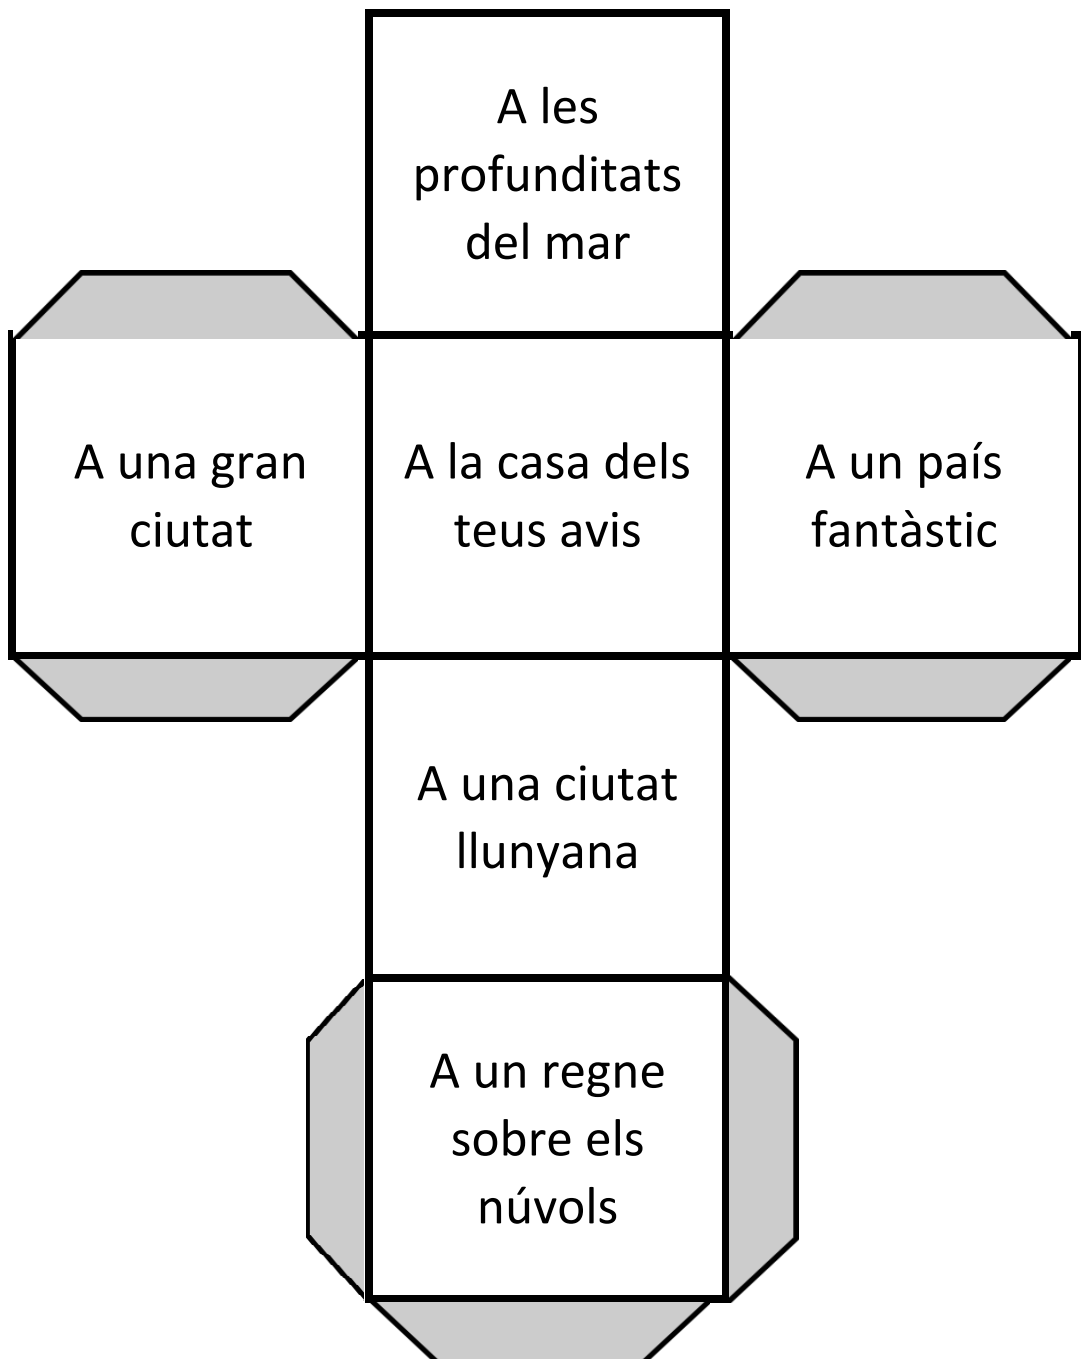 A les
profunditats
del mar
A una gran
ciutat
A la casa dels
teus avis
A un país
fantàstic
A una ciutat
llunyana
A un regne
sobre els
núvols